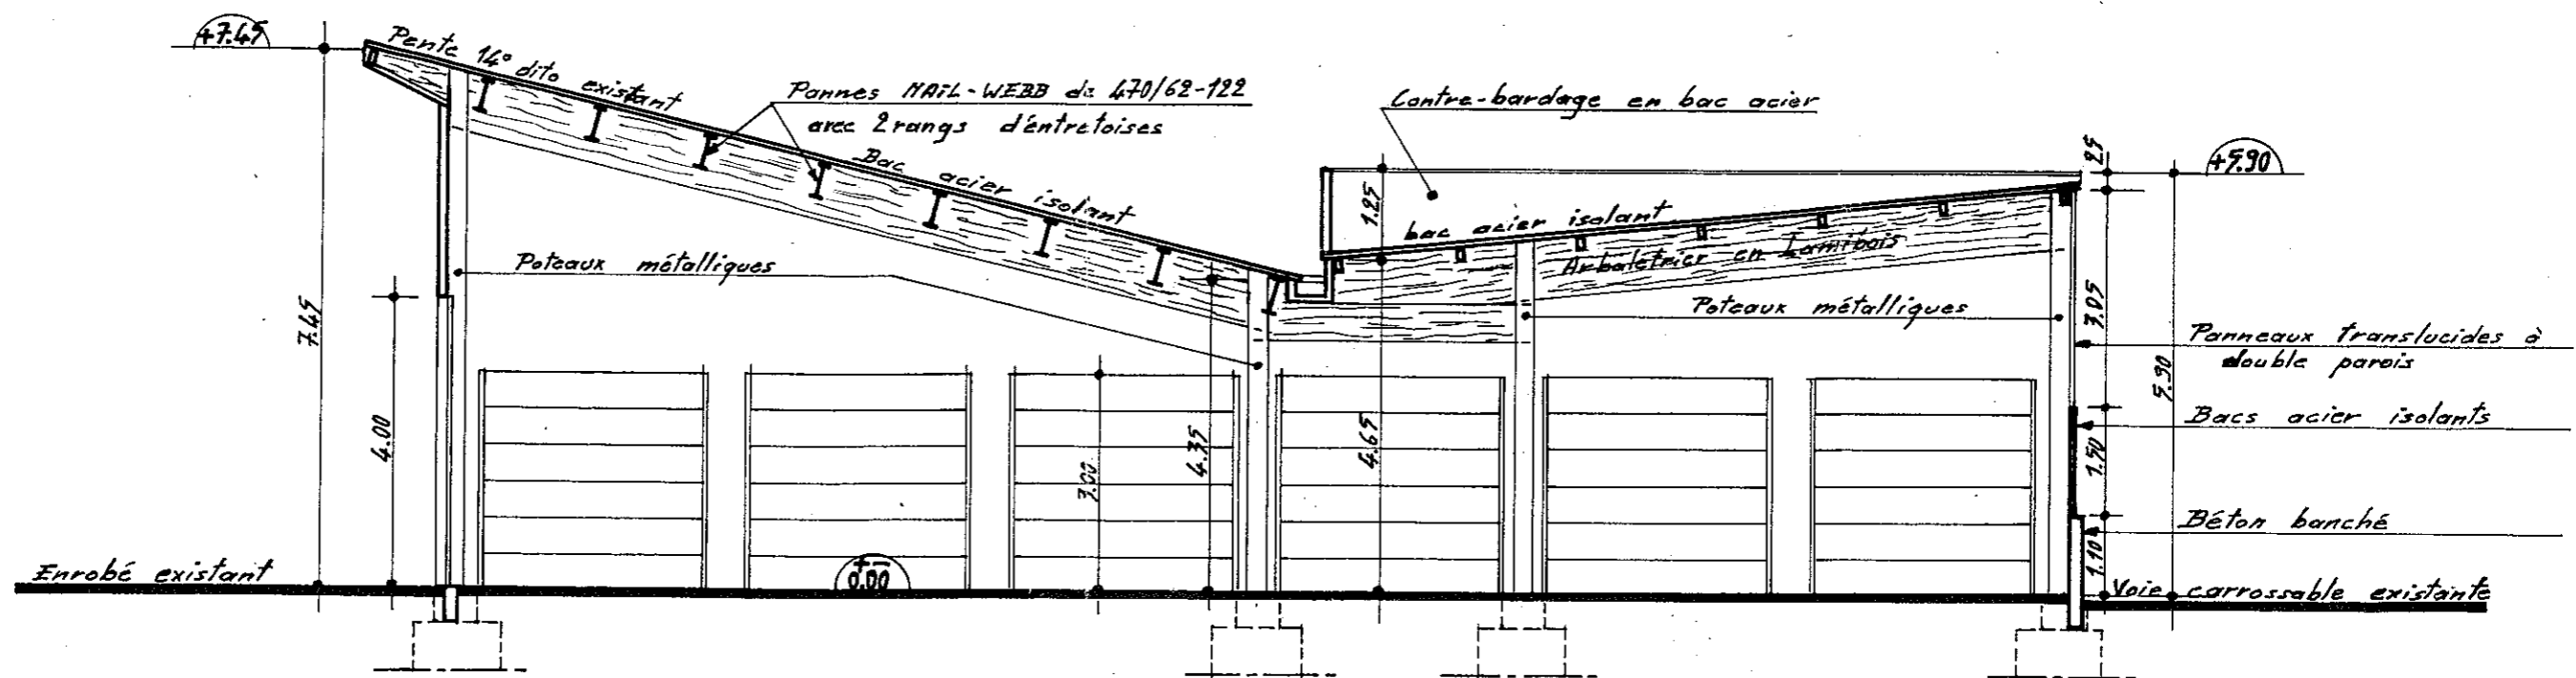 +7.45
Pente 14° dito existant
Pannes MAIL-WEBB de 470/62-122
avec 2 rangs d'entretoises
Contre-bardage en bac acier
+5.90
25
1.25
Bac acier isolant
bac acier isolant
Arbalétrier en Lamibois
Poteaux métalliques
Poteaux métalliques
7.45
4.00
3.00
4.35
4.65
3.05
5.90
Panneaux translucides à
double parois
Bacs acier isolants
1.50
Béton banché
1.10
Enrobé existant
+-
0.00
Voie carrossable existante